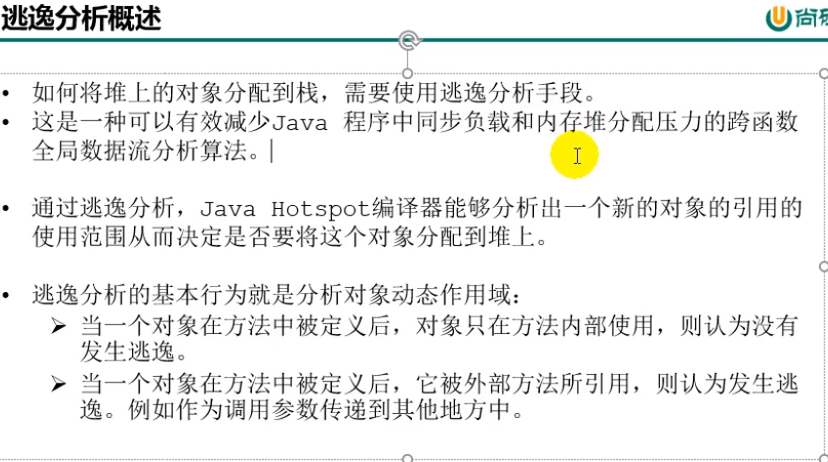 逃逸分析概述
尚硅
• 如何将堆上的对象分配到栈，需要使用逃逸分析手段。
• 这是一种可以有效减少Java 程序中同步负载和内存堆分配压力的跨函数
全局数据流分析算法。
• 通过逃逸分析，Java Hotspot编译器能够分析出一个新的对象的引用的
使用范围从而决定是否要将这个对象分配到堆上。
• 逃逸分析的基本行为就是分析对象动态作用域：
➢ 当一个对象在方法中被定义后，对象只在方法内部使用，则认为没有
发生逃逸。
➢ 当一个对象在方法中被定义后，它被外部方法所引用，则认为发生逃
逸。例如作为调用参数传递到其他地方中。